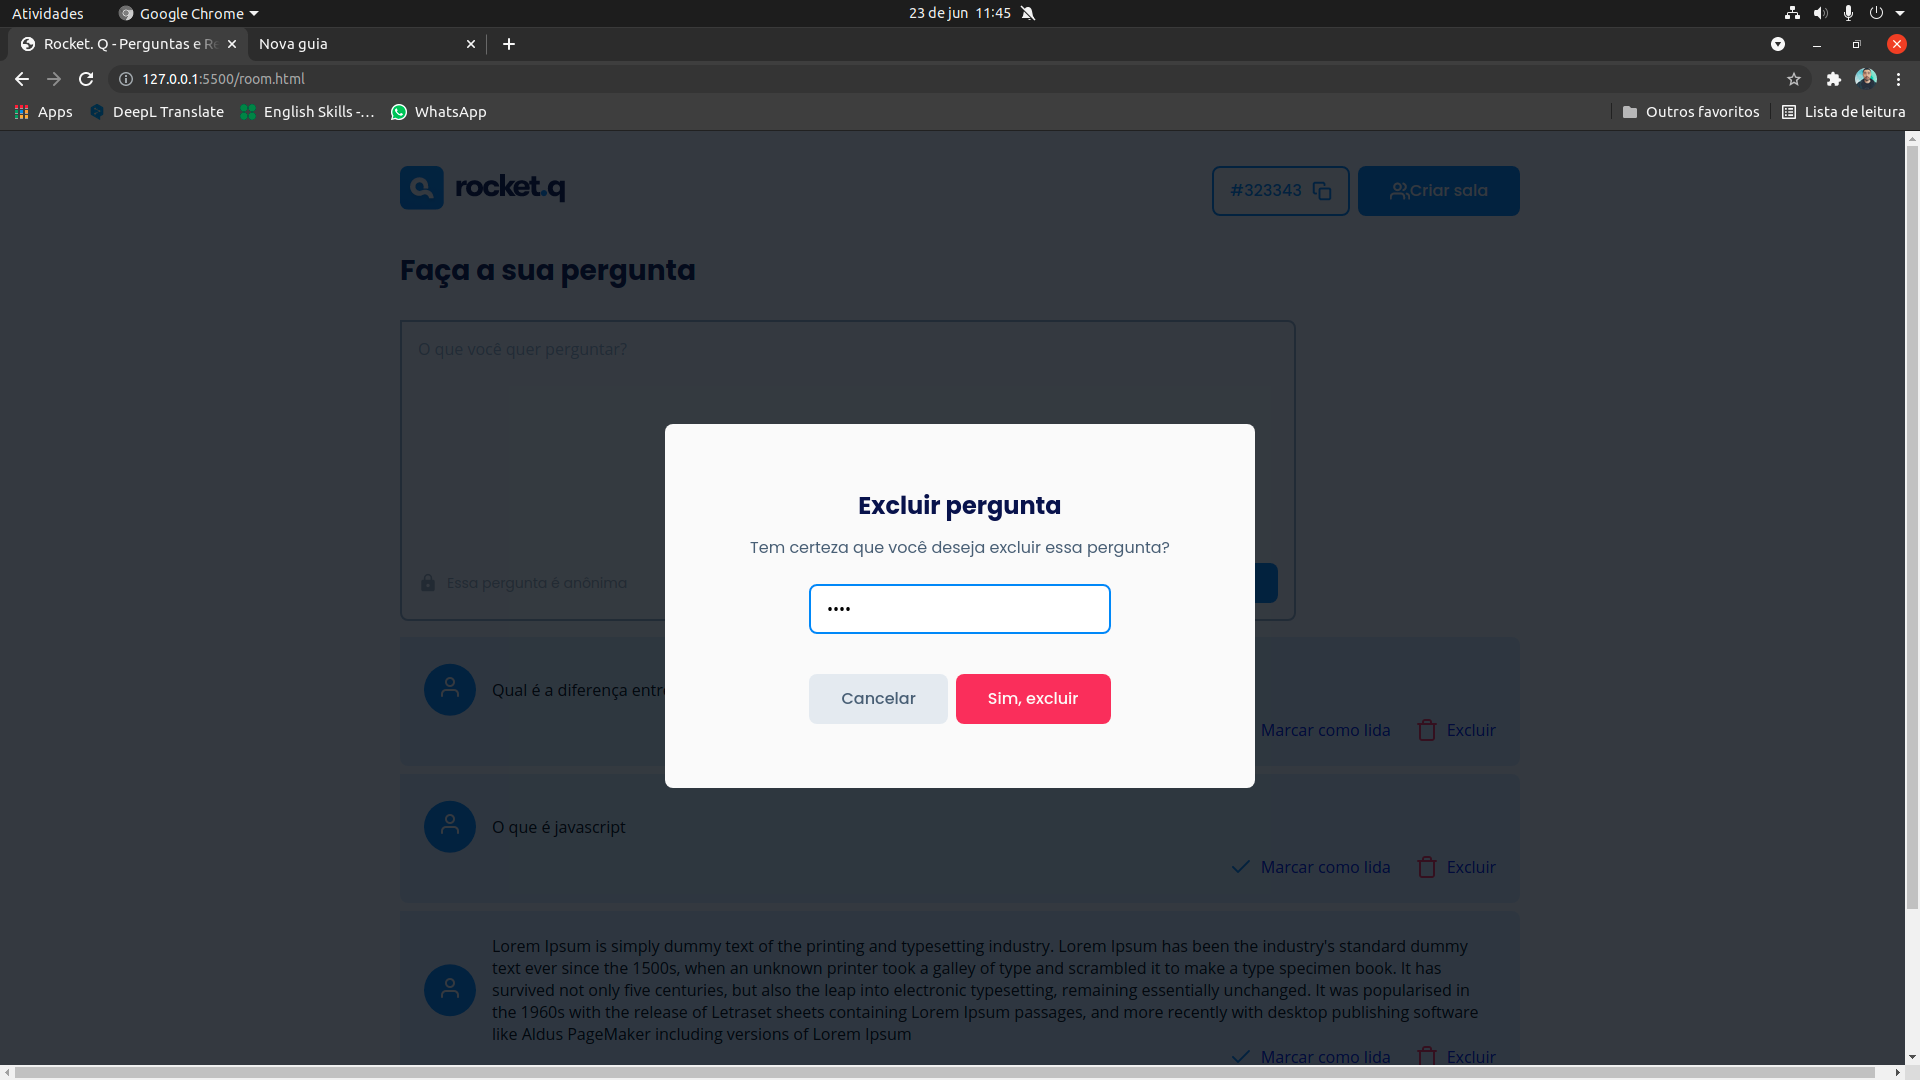 Atividades
Google Chrome
23 de jun 11:45
Rocket. Q - Perguntas e Re
Nova guia
127.0.0.1:5500/room.html
Apps
DeepL Translate
English Skills -...
WhatsApp
Outros favoritos
Lista de leitura
rocket.q
#323343
Criar sala
Faça a sua pergunta
O que você quer perguntar?
Essa pergunta é anônima
Excluir pergunta
Tem certeza que você deseja excluir essa pergunta?
••••
Cancelar
Sim, excluir
Qual é a diferença entre
Marcar como lida
Excluir
O que é javascript
Marcar como lida
Excluir
Lorem Ipsum is simply dummy text of the printing and typesetting industry. Lorem Ipsum has been the industry's standard dummy
text ever since the 1500s, when an unknown printer took a galley of type and scrambled it to make a type specimen book. It has
survived not only five centuries, but also the leap into electronic typesetting, remaining essentially unchanged. It was popularised in
the 1960s with the release of Letraset sheets containing Lorem Ipsum passages, and more recently with desktop publishing software
like Aldus PageMaker including versions of Lorem Ipsum
Marcar como lida
Excluir